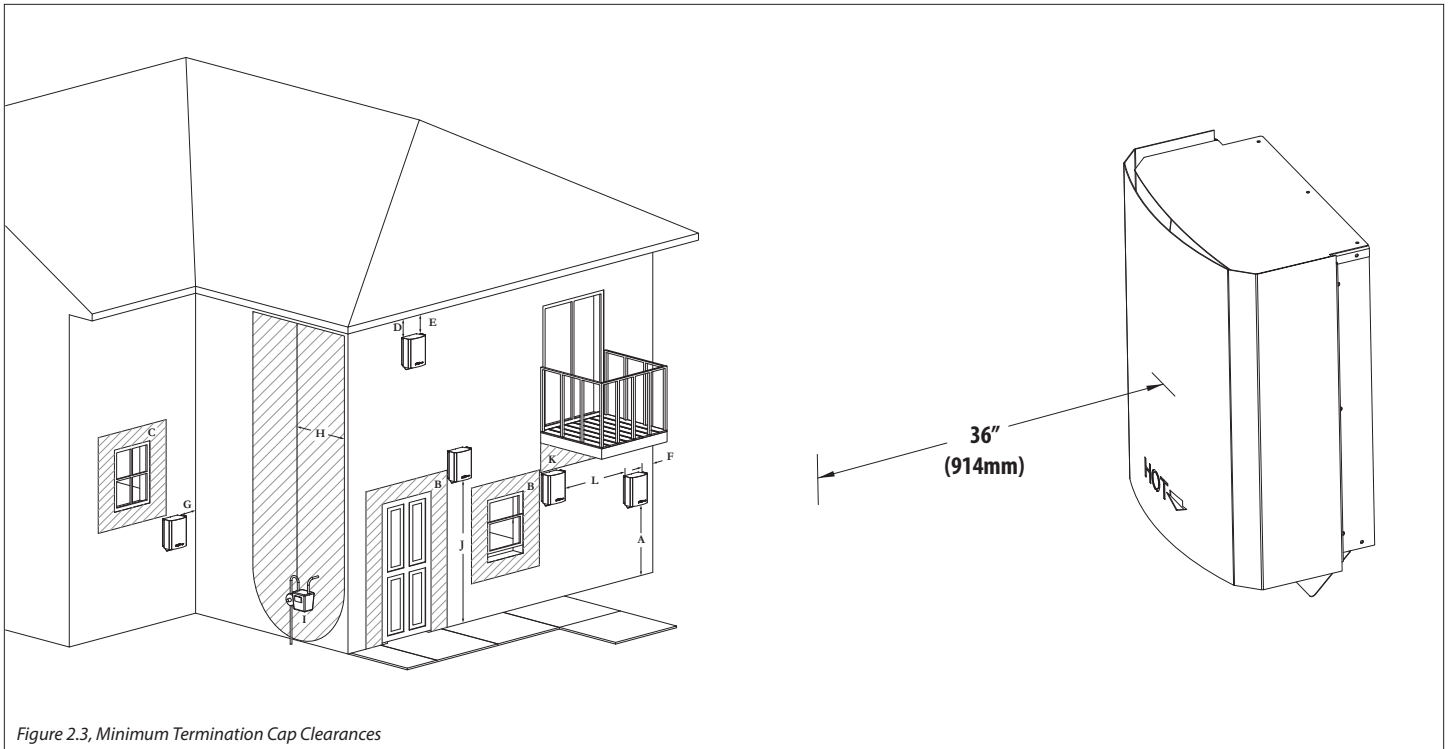 D
E
C
H
G
K
F
B
B
L
J
A
I
36"
(914mm)
HOT
Figure 2.3, Minimum Termination Cap Clearances